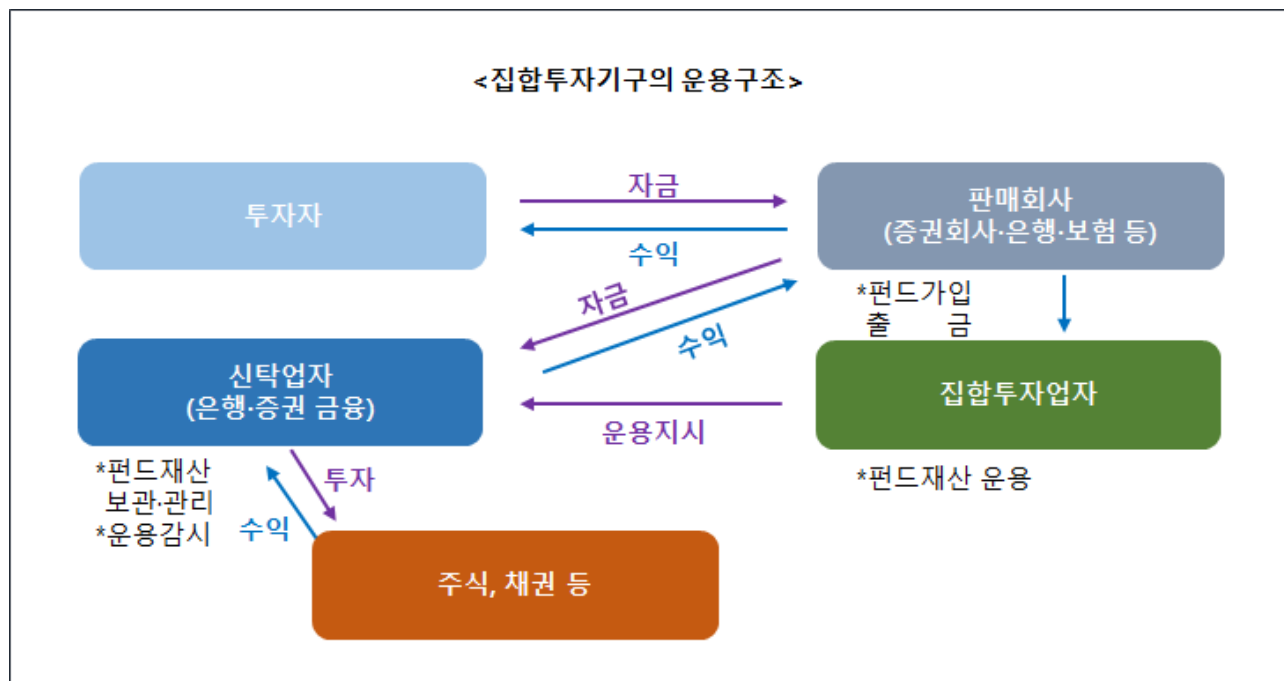 <집합투자기구의 운용구조>
투자자
자금
수익
판매회사
(증권회사·은행·보험 등)
자금
수익
*펀드가입
출 금
신탁업자
(은행·증권 금융)
운용지시
집합투자업자
*펀드재산
보관·관리
*운용감시
투자
수익
*펀드재산 운용
주식, 채권 등